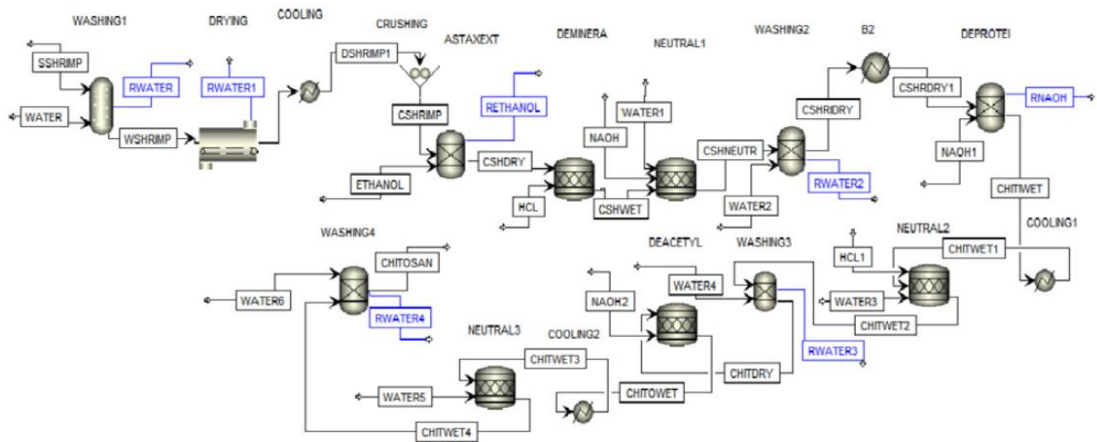 WASHING1
DRYING
COOLING
CRUSHING
ASTAXEXT
DEMINERA
NEUTRAL1
WASHING2
B2
DEPROTEI
SSHRIMP
RWATER
RWATER1
DSHRIMP1
WATER
WSHRIMP
CSHRIMP
RETHANOL
ETHANOL
CSHDRY
HCL
NAOH
WATER1
CSHWET
CSHNEUTR
WATER2
CSHRIDRY
RWATER2
CSHRDRY1
NAOH1
RNAOH
CHITIWET
COOLING1
WASHING4
CHITOSAN
WATER6
RWATER4
NEUTRAL3
COOLING2
CHITWET3
WATER5
CHITWET4
DEACETYL
WASHING3
NAOH2
WATER4
CHITDRY
CHITOWET
RWATER3
NEUTRAL2
HCL1
CHITWET1
WATER3
CHITWET2